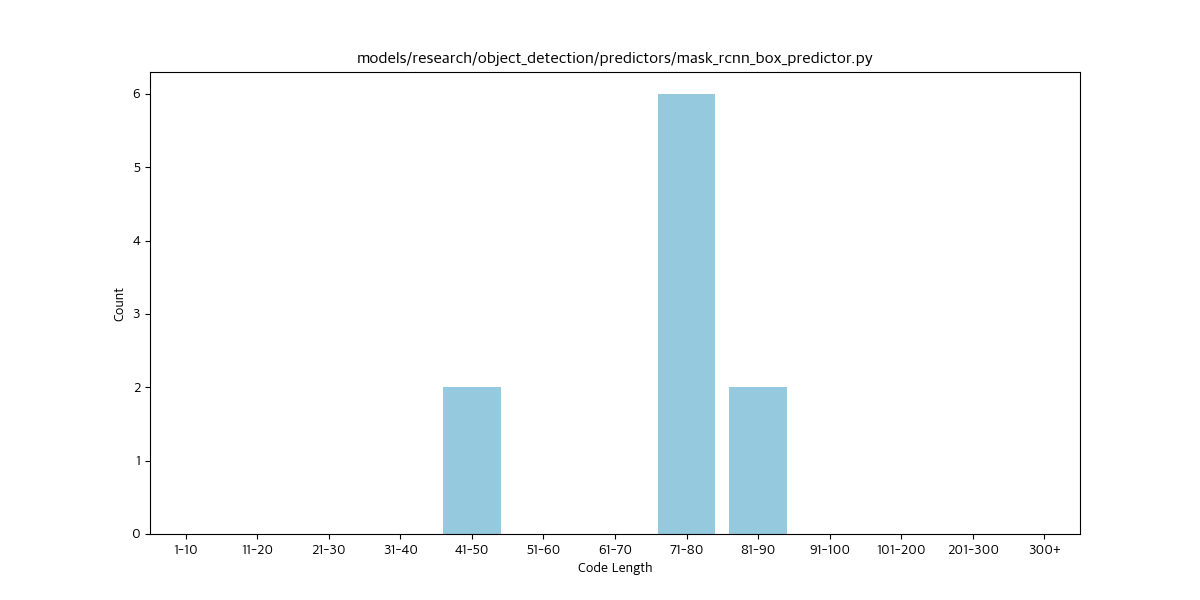 models/research/object_detection/predictors/mask_rcnn_box_predictor.py
6
5
4
3
2
1
0
Count
1-10 11-20 21-30 31-40 41-50 51-60 61-70 71-80 81-90 91-100 101-200 201-300 300+
Code Length